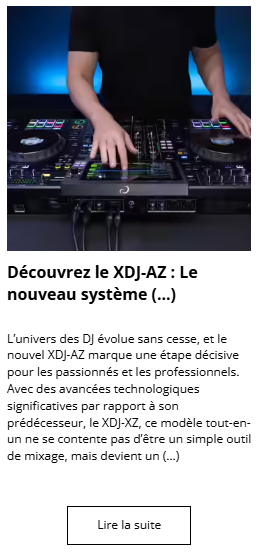 Découvrez le XDJ-AZ : Le
nouveau système (...)
L'univers des DJ évolue sans cesse, et le
nouvel XDJ-AZ marque une étape décisive
pour les passionnés et les professionnels.
Avec des avancées technologiques
significatives par rapport à son
prédécesseur, le XDJ-XZ, ce modèle tout-en-
un ne se contente pas d'être un simple outil
de mixage, mais devient un (...)
Lire la suite